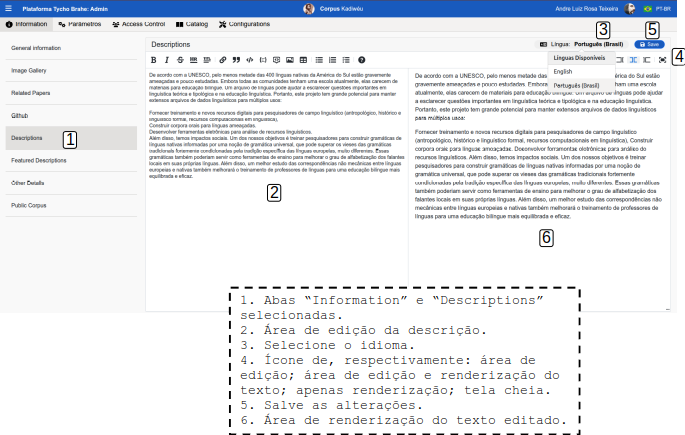 Plataforma Tycho Brahe: Admin
Corpus Kadiwéu
Andre Luiz Rosa Teixeira
PT-BR
Information
Parâmetros
Access Control
Catalog
Configurations
General information
Image Gallery
Related Papers
Github
Descriptions
1
Featured Descriptions
Other Details
Public Corpus
Descriptions
3
5
Língua: Português (Brasil)
Save
4
Línguas Disponíveis
English
Português (Brasil)
De acordo com a UNESCO, pelo menos metade das 400 línguas nativas da América do Sul estão gravemente
ameaçadas e pouco estudadas. Embora todas as comunidades tenham uma escola atualmente, elas carecem de
materiais para educação bilíngue. Um arquivo de línguas pode ajudar a esclarecer questões importantes em
linguística teórica e tipológica e na educação linguística. Portanto, este projeto tem grande potencial para manter
extensos arquivos de dados linguísticos para múltiplos usos:
Fornecer treinamento e novos recursos digitais para pesquisadores de campo linguístico (antropológico, histórico e
linguístico formal, recursos computacionais em linguística),
Construir corpora orais para línguas ameaçadas.
Desenvolver ferramentas eletrônicas para análise de recursos linguísticos.
Além disso, temos impactos sociais. Um dos nossos objetivos é treinar pesquisadores para construir gramáticas de
línguas nativas informadas por uma noção de gramática universal, que pode superar os vieses das gramáticas
tradicionais fortemente condicionadas pela tradição específica das línguas europeias, muito diferentes. Essas
gramáticas também poderiam servir como ferramentas de ensino para melhorar o grau de alfabetização dos falantes
locais em suas próprias línguas. Além disso, um melhor estudo das correspondências não mecânicas entre línguas
europeias e nativas também melhorará o treinamento de professores de línguas para uma educação bilíngue mais
equilibrada e eficaz.
2
De acordo com a UNESCO, pelo menos metade das
América do Sul estão
gravemente ameaçadas e pouco estudadas. Embora
tenham uma escola
atualmente, elas carecem de materiais para educação bilíngue. Um arquivo de línguas pode ajudar
a esclarecer questões importantes em linguística teórica e tipológica e na educação linguística.
Portanto, este projeto tem grande potencial para manter extensos arquivos de dados linguísticos
para múltiplos usos:
Fornecer treinamento e novos recursos digitais para pesquisadores de campo linguístico
(antropológico, histórico e linguístico formal, recursos computacionais em linguística), Construir
corpora orais para línguas ameaçadas. Desenvolver ferramentas eletrônicas para análise de
recursos linguísticos. Além disso, temos impactos sociais. Um dos nossos objetivos é treinar
pesquisadores para construir gramáticas de línguas nativas informadas por uma noção de
gramática universal, que pode superar os vieses das gramáticas tradicionais fortemente
condicionadas pela tradição específica das línguas europeias, muito diferentes. Essas gramáticas
também poderiam servir como ferramentas de ensino para melhorar o grau de alfabetização dos
falantes locais em suas próprias línguas. Além disso, um melhor estudo das correspondências não
mecânicas entre línguas europeias e nativas também melhorará o treinamento de professores de
línguas para uma educação bilíngue mais equilibrada e eficaz.
6
1. Abas “Information” e “Descriptions”
selecionadas.
2. Área de edição da descrição.
3. Selecione o idioma.
4. Ícone de, respectivamente: área de
edição; área de edição e renderização do
texto; apenas renderização; tela cheia.
5. Salve as alterações.
6. Área de renderização do texto editado.